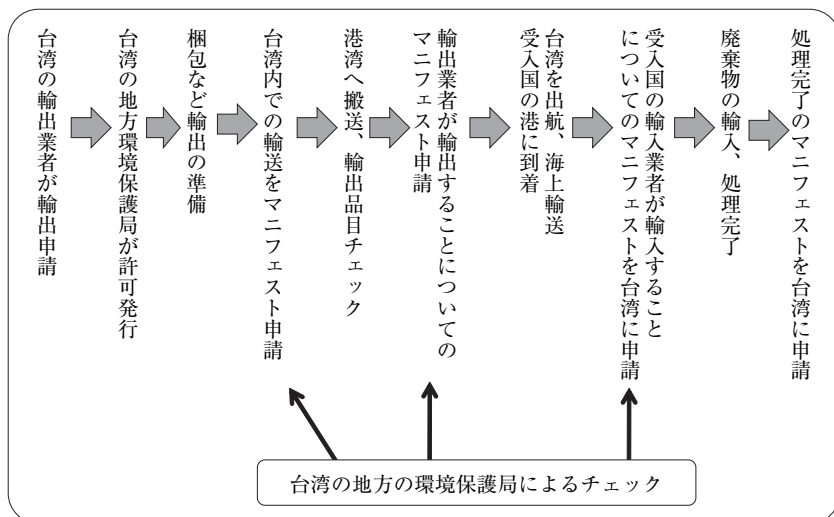 台湾の輸出業者が輸出申請
台湾の地方環境保護局が許可発行
梱包など輸出の準備
台湾内での輸送をマニフェスト申請
港湾へ搬送、輸出品目チェック
輸出業者が輸出することについての
マニフェスト申請
台湾を出航、海上輸送
受入国の港に到着
受入国の輸入業者が輸入すること
についてのマニフェストを台湾に申請
廃棄物の輸入、処理完了
処理完了のマニフェストを台湾に申請
台湾の地方の環境保護局によるチェック